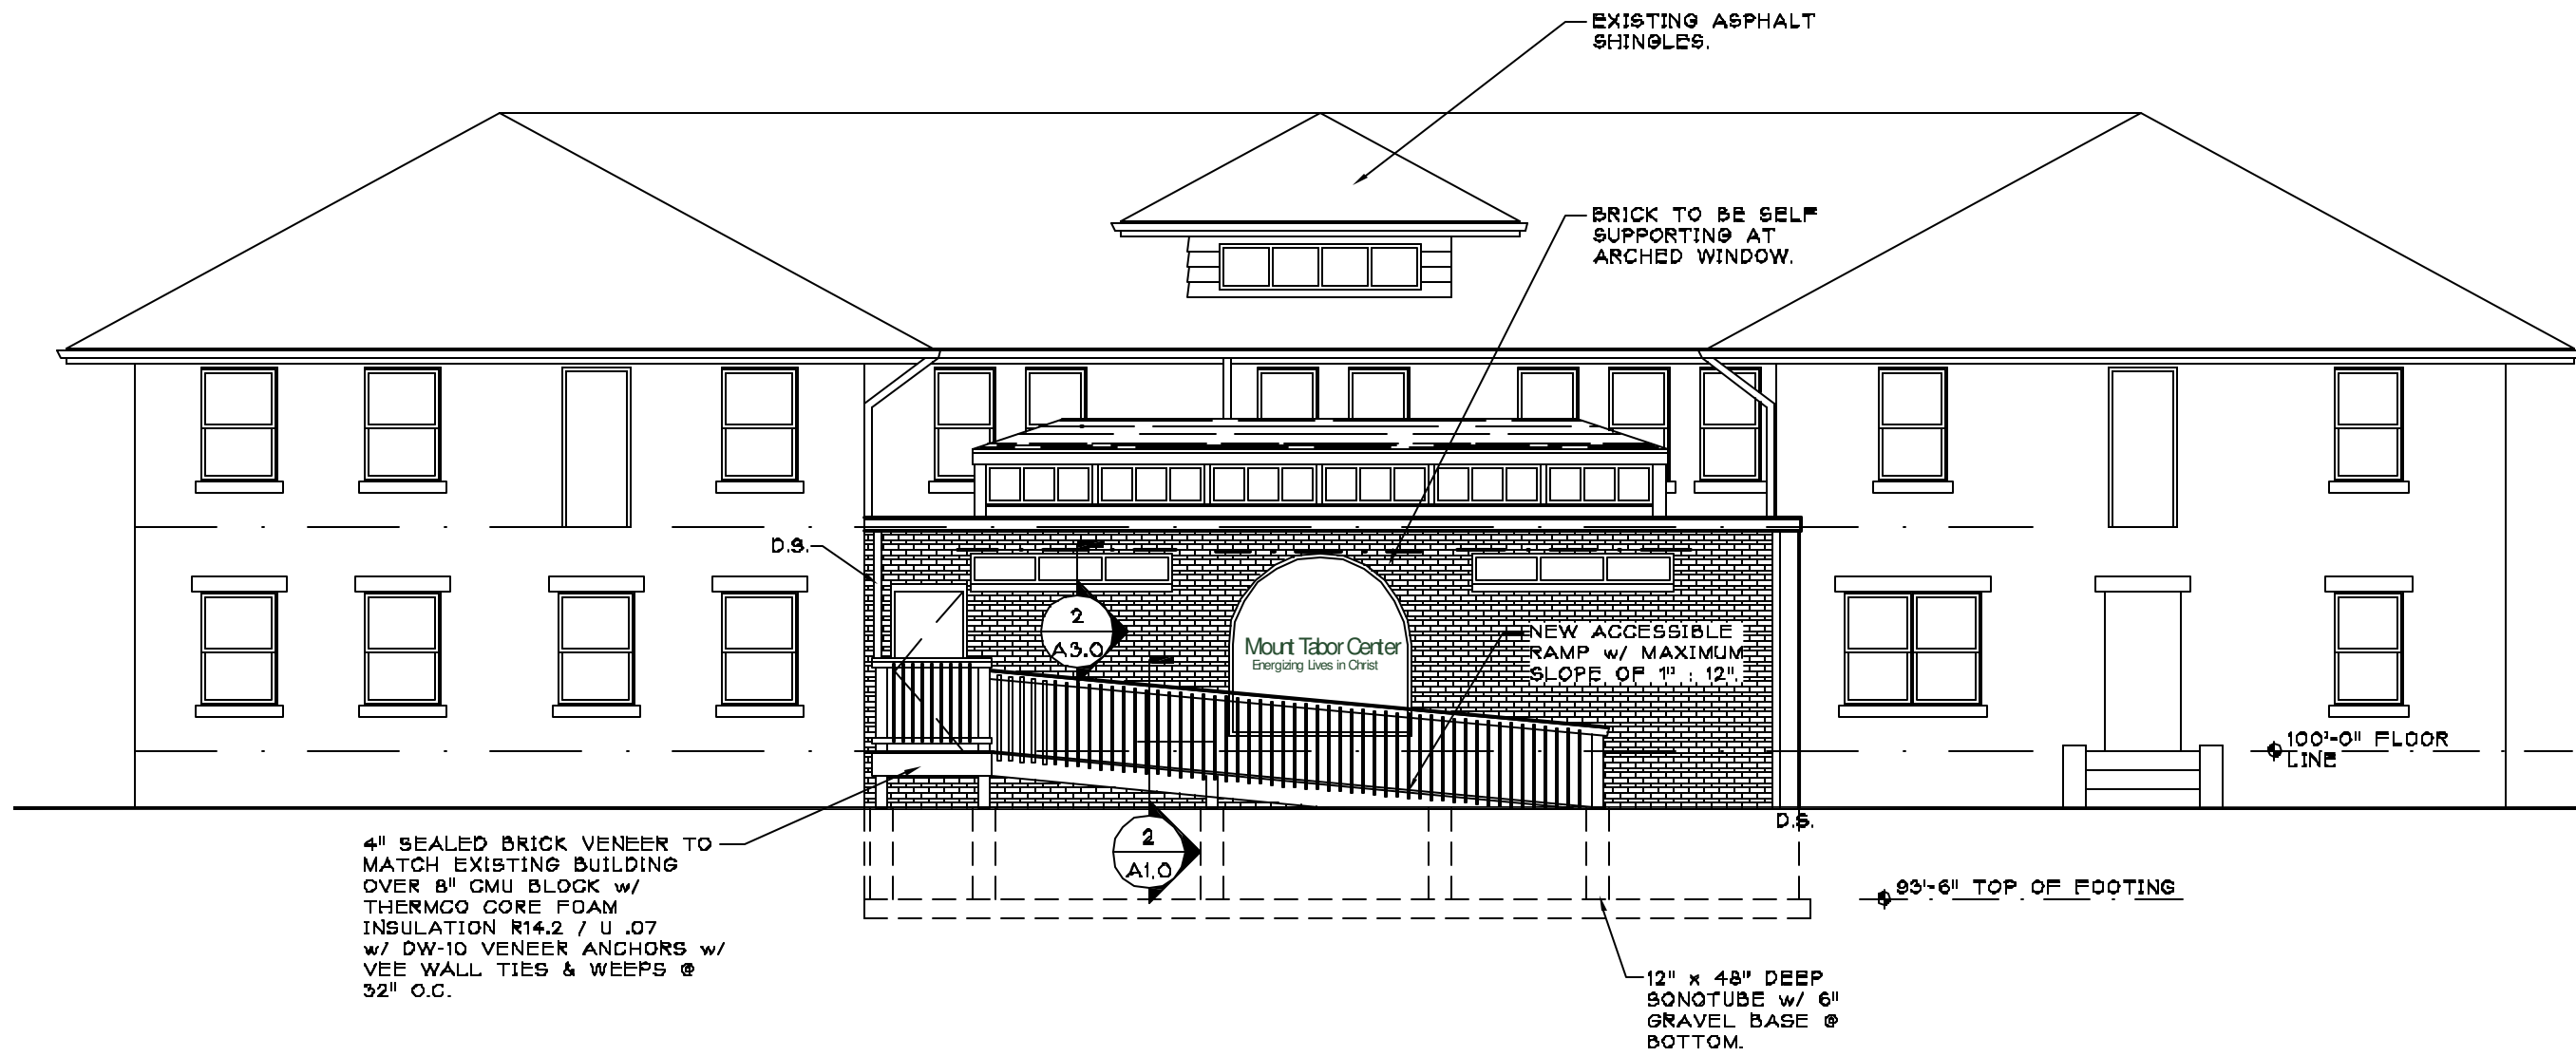 EXISTING ASPHALT
SHINGLES.
BRICK TO BE SELF
SUPPORTING AT
ARCHED WINDOW.
D.S.
2
A3.0
Mount Tabor Center
Energizing Lives in Christ
NEW ACCESSIBLE
RAMP w/ MAXIMUM
SLOPE OF 1" : 12".
100'-0" FLOOR
LINE
D.S.
4" SEALED BRICK VENEER TO
MATCH EXISTING BUILDING
OVER 8" CMU BLOCK w/
THERMCO CORE FOAM
INSULATION R14.2 / U .07
w/ DW-10 VENEER ANCHORS w/
VEE WALL TIES & WEEPS @
32" O.C.
2
A1.0
93'-6" TOP OF FOOTING
12" x 48" DEEP
SONOTUBE w/ 6"
GRAVEL BASE @
BOTTOM.